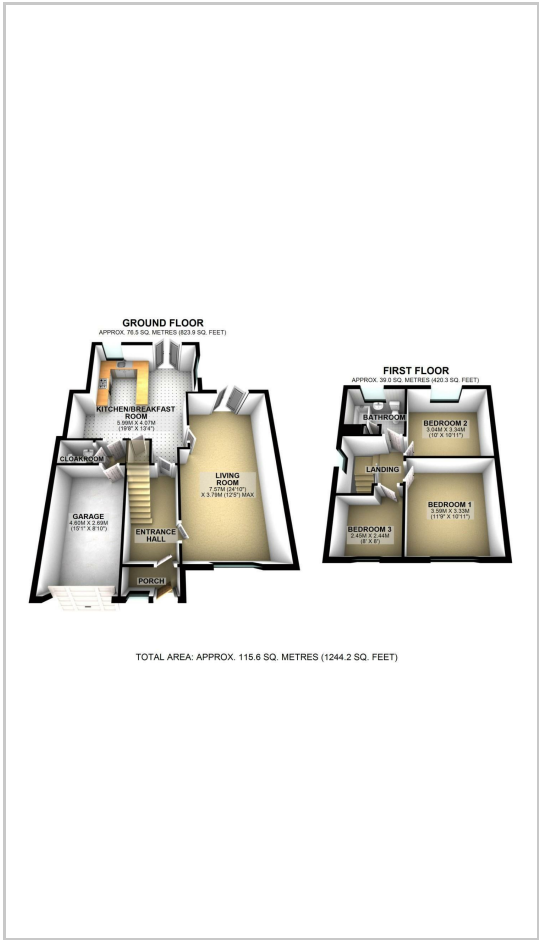 GROUND FLOOR
APPROX. 76.5 SQ. METRES (823.9 SQ. FEET)
KITCHEN/BREAKFAST
ROOM
5.99M X 4.07M
(19'8" X 13'4")
CLOAKROOM
LIVING
ROOM
7.57M (24'10")
X 3.78M (12'5") MAX
GARAGE
4.60M X 2.69M
(15'1" X 8'10")
ENTRANCE
HALL
PORCH
FIRST FLOOR
APPROX. 39.0 SQ. METRES (420.3 SQ. FEET)
BATHROOM
BEDROOM 2
3.04M X 3.34M
(10' X 10'11")
LANDING
BEDROOM 1
3.59M X 3.33M
(11'9" X 10'11")
BEDROOM 3
2.45M X 2.44M
(8' X 8')
TOTAL AREA: APPROX. 115.6 SQ. METRES (1244.2 SQ. FEET)